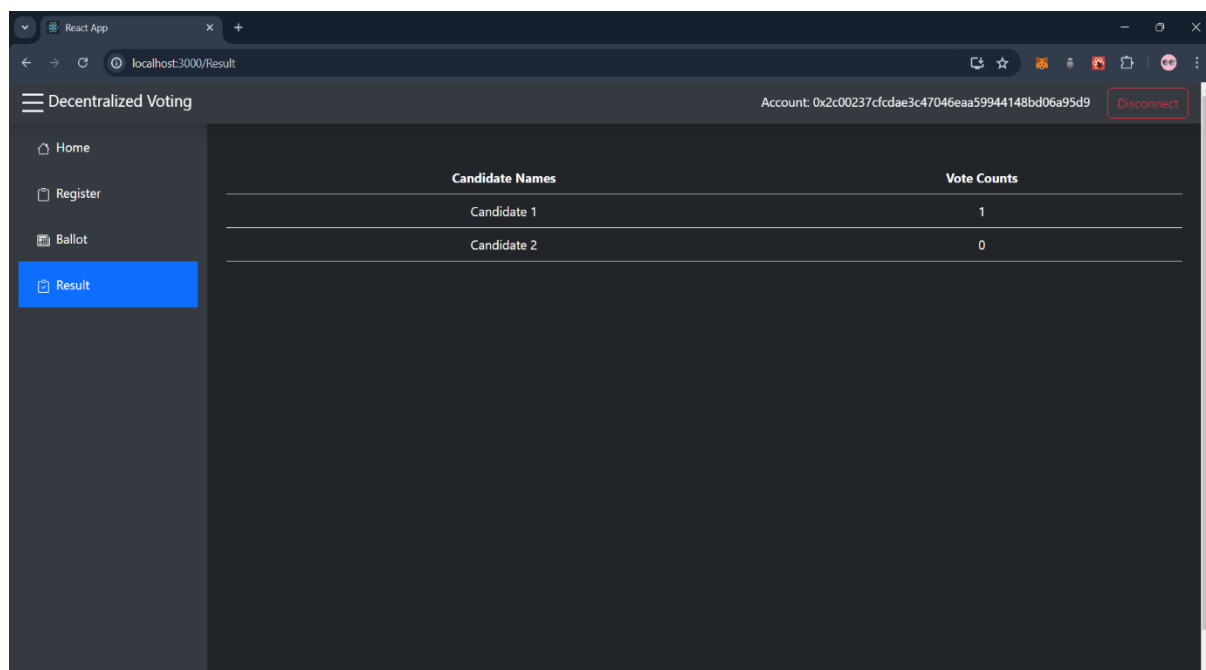 React App
localhost:3000/Result
Decentralized Voting
Account: 0x2c00237cfcdae3c47046eaa59944148bd06a95d9
Disconnect
Home
Register
Ballot
Result
Candidate Names Vote Counts
Candidate 1 1
Candidate 2 0